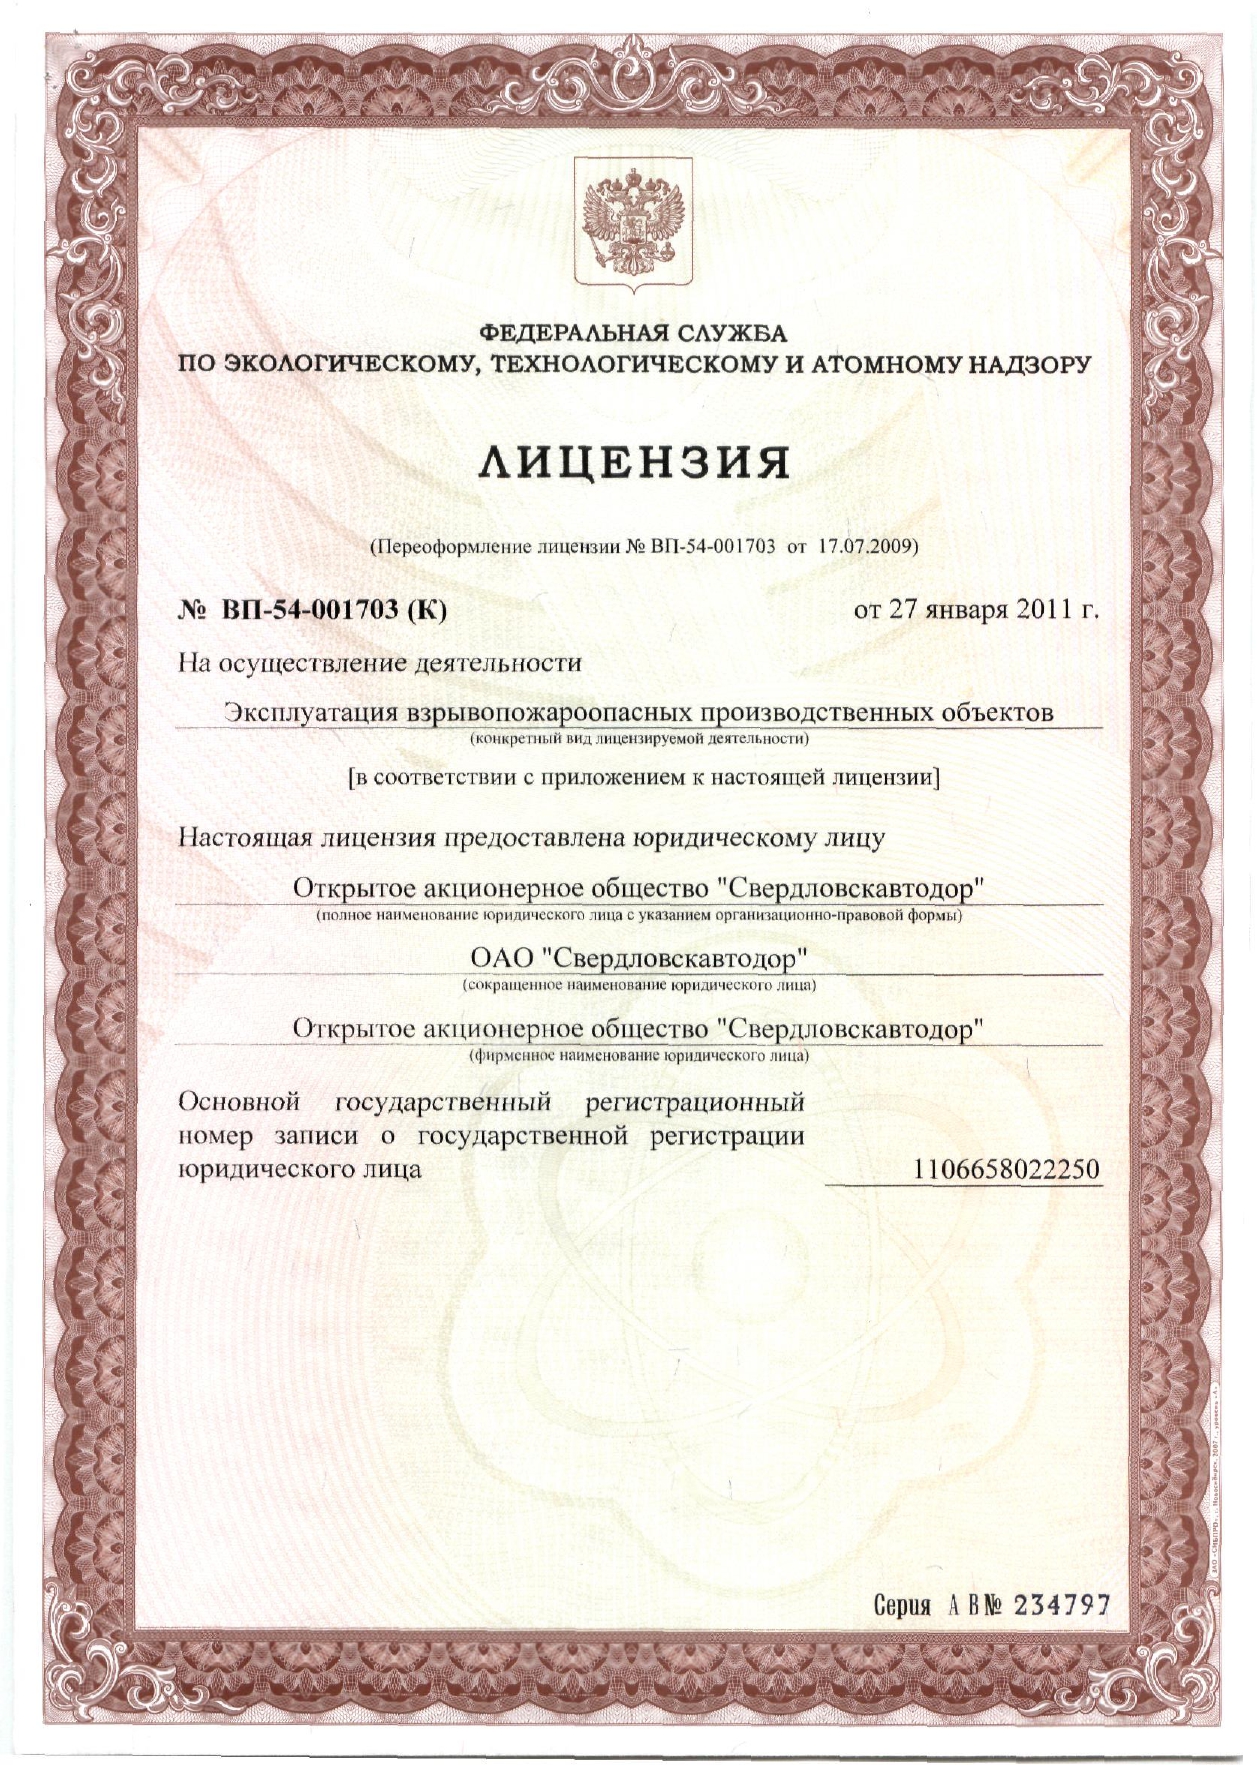 ФЕДЕРАЛЬНАЯ СЛУЖБА
ПО ЭКОЛОГИЧЕСКОМУ, ТЕХНОЛОГИЧЕСКОМУ И АТОМНОМУ НАДЗОРУ
ЛИЦЕНЗИЯ
(Переоформление лицензии № ВП-54-001703 от 17.07.2009)
№ ВП-54-001703 (К) от 27 января 2011 г.
На осуществление деятельности
Эксплуатация взрывопожароопасных производственных объектов
(конкретный вид лицензируемой деятельности)
[в соответствии с приложением к настоящей лицензии]
Настоящая лицензия предоставлена юридическому лицу
Открытое акционерное общество "Свердловскавтодор"
(полное наименование юридического лица с указанием организационно-правовой формы)
ОАО "Свердловскавтодор"
(сокращенное наименование юридического лица)
Открытое акционерное общество "Свердловскавтодор"
(фирменное наименование юридического лица)
Основной государственный регистрационный
номер записи о государственной регистрации
юридического лица 1106658022250
Серия А В № 234797